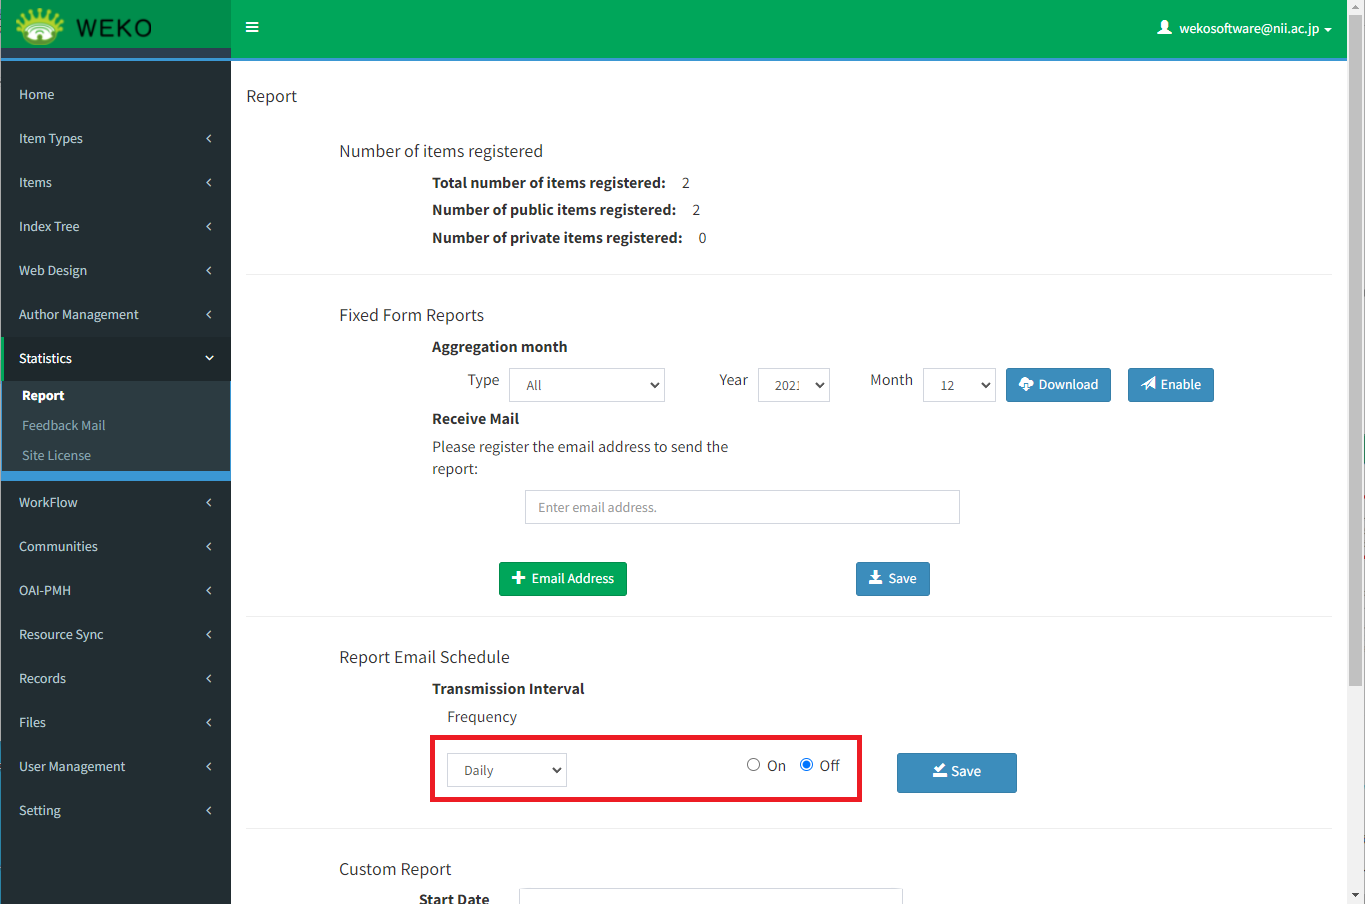 WEKO
wekosoftware@nii.ac.jp
Home
Item Types
Items
Index Tree
Web Design
Author Management
Statistics
Report
Feedback Mail
Site License
WorkFlow
Communities
OAI-PMH
Resource Sync
Records
Files
User Management
Setting
Report
Number of items registered
Total number of items registered: 2
Number of public items registered: 2
Number of private items registered: 0
Fixed Form Reports
Aggregation month
Type All Year 2021 Month 12 Download Enable
Receive Mail
Please register the email address to send the
report:
Enter email address.
Email Address Save
Report Email Schedule
Transmission Interval
Frequency
Daily On Off Save
Custom Report
Start Date